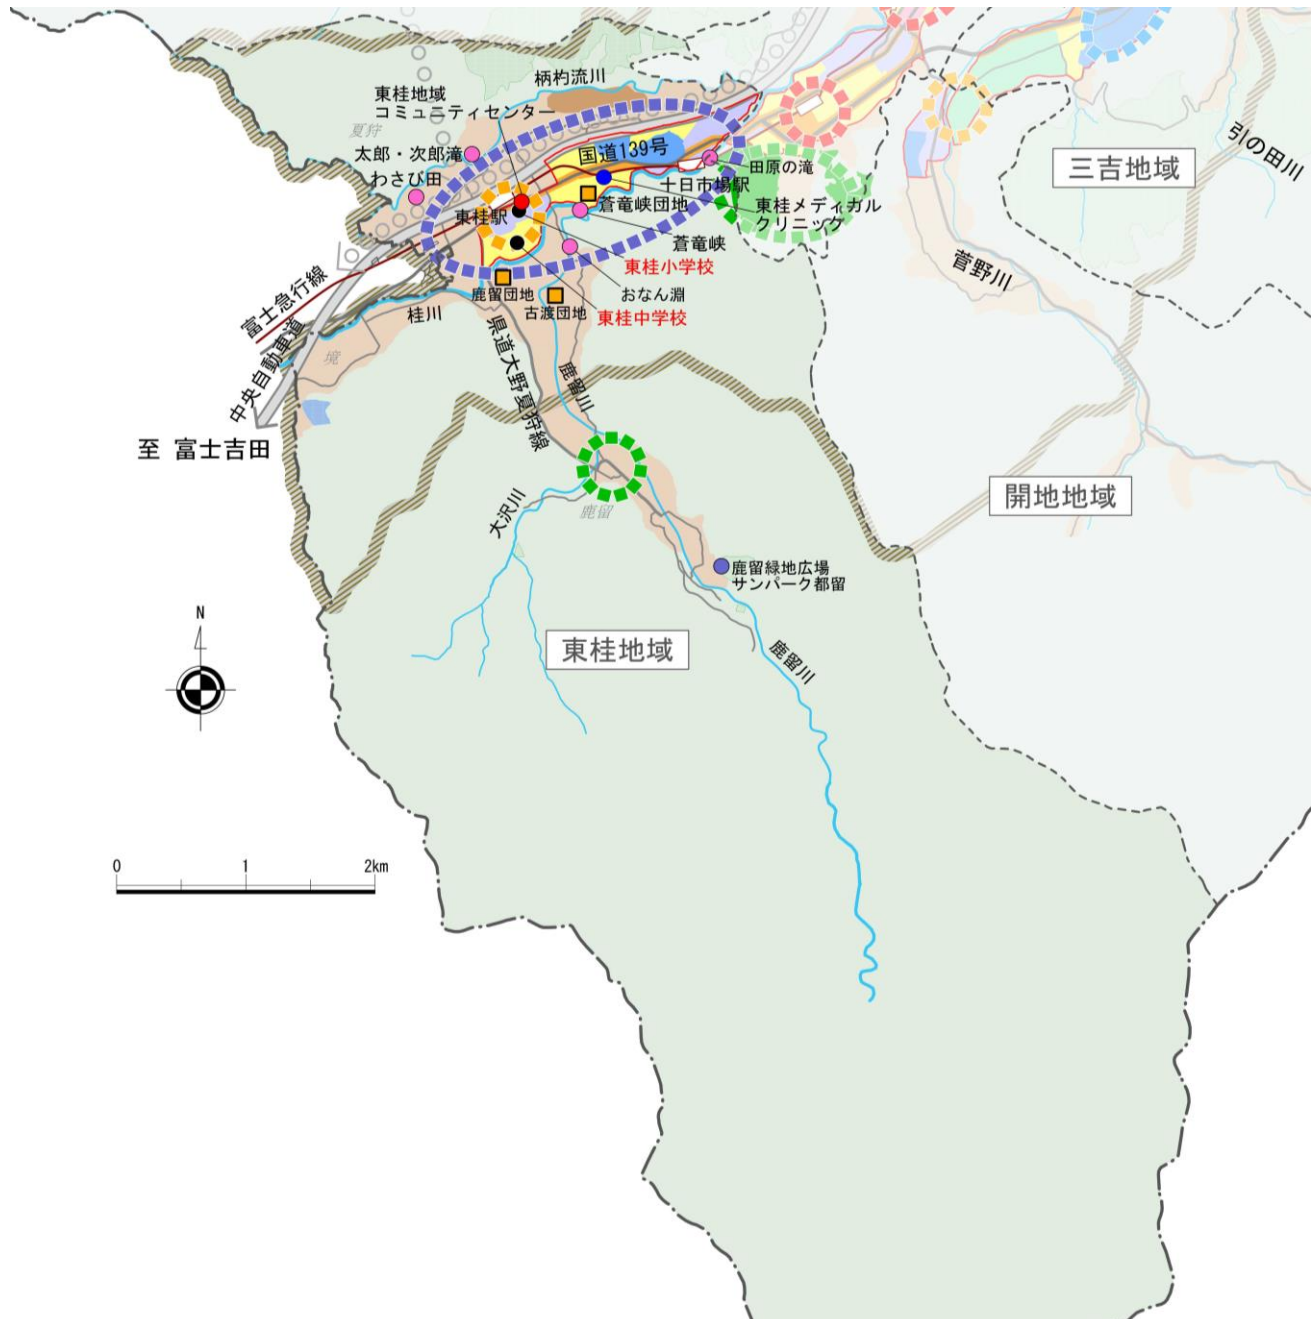 柄杓流川
東桂地域
コミュニティセンター
夏狩
太郎・次郎滝
わさび田
国道139号
田原の滝
十日市場駅
東桂メディカル
クリニック
蒼竜峡団地
東桂駅
蒼竜峡
東桂小学校
おなん淵
東桂中学校
鹿留団地
古渡団地
富士急行線
桂川
境
中央自動車道
至 富士吉田
県道大野夏狩線
鹿留川
大沢川
鹿留
鹿留緑地広場
サンパーク都留
東桂地域
鹿留川
三吉地域
引の田川
菅野川
開地地域
N
0 1 2km